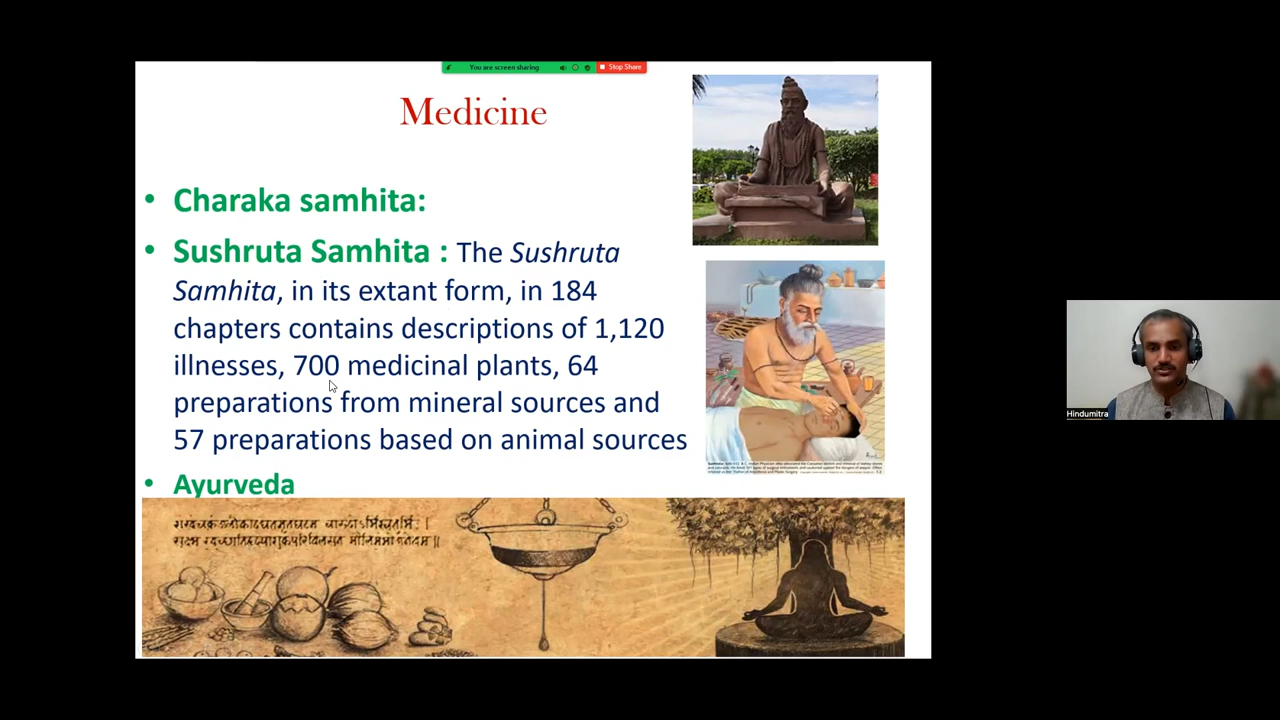 You are screen sharing
Stop Share
Medicine
• Charaka samhita:
• Sushruta Samhita : The Sushruta
Samhita, in its extant form, in 184
chapters contains descriptions of 1,120
illnesses, 700 medicinal plants, 64
preparations from mineral sources and
57 preparations based on animal sources
• Ayurveda
Hindumitra